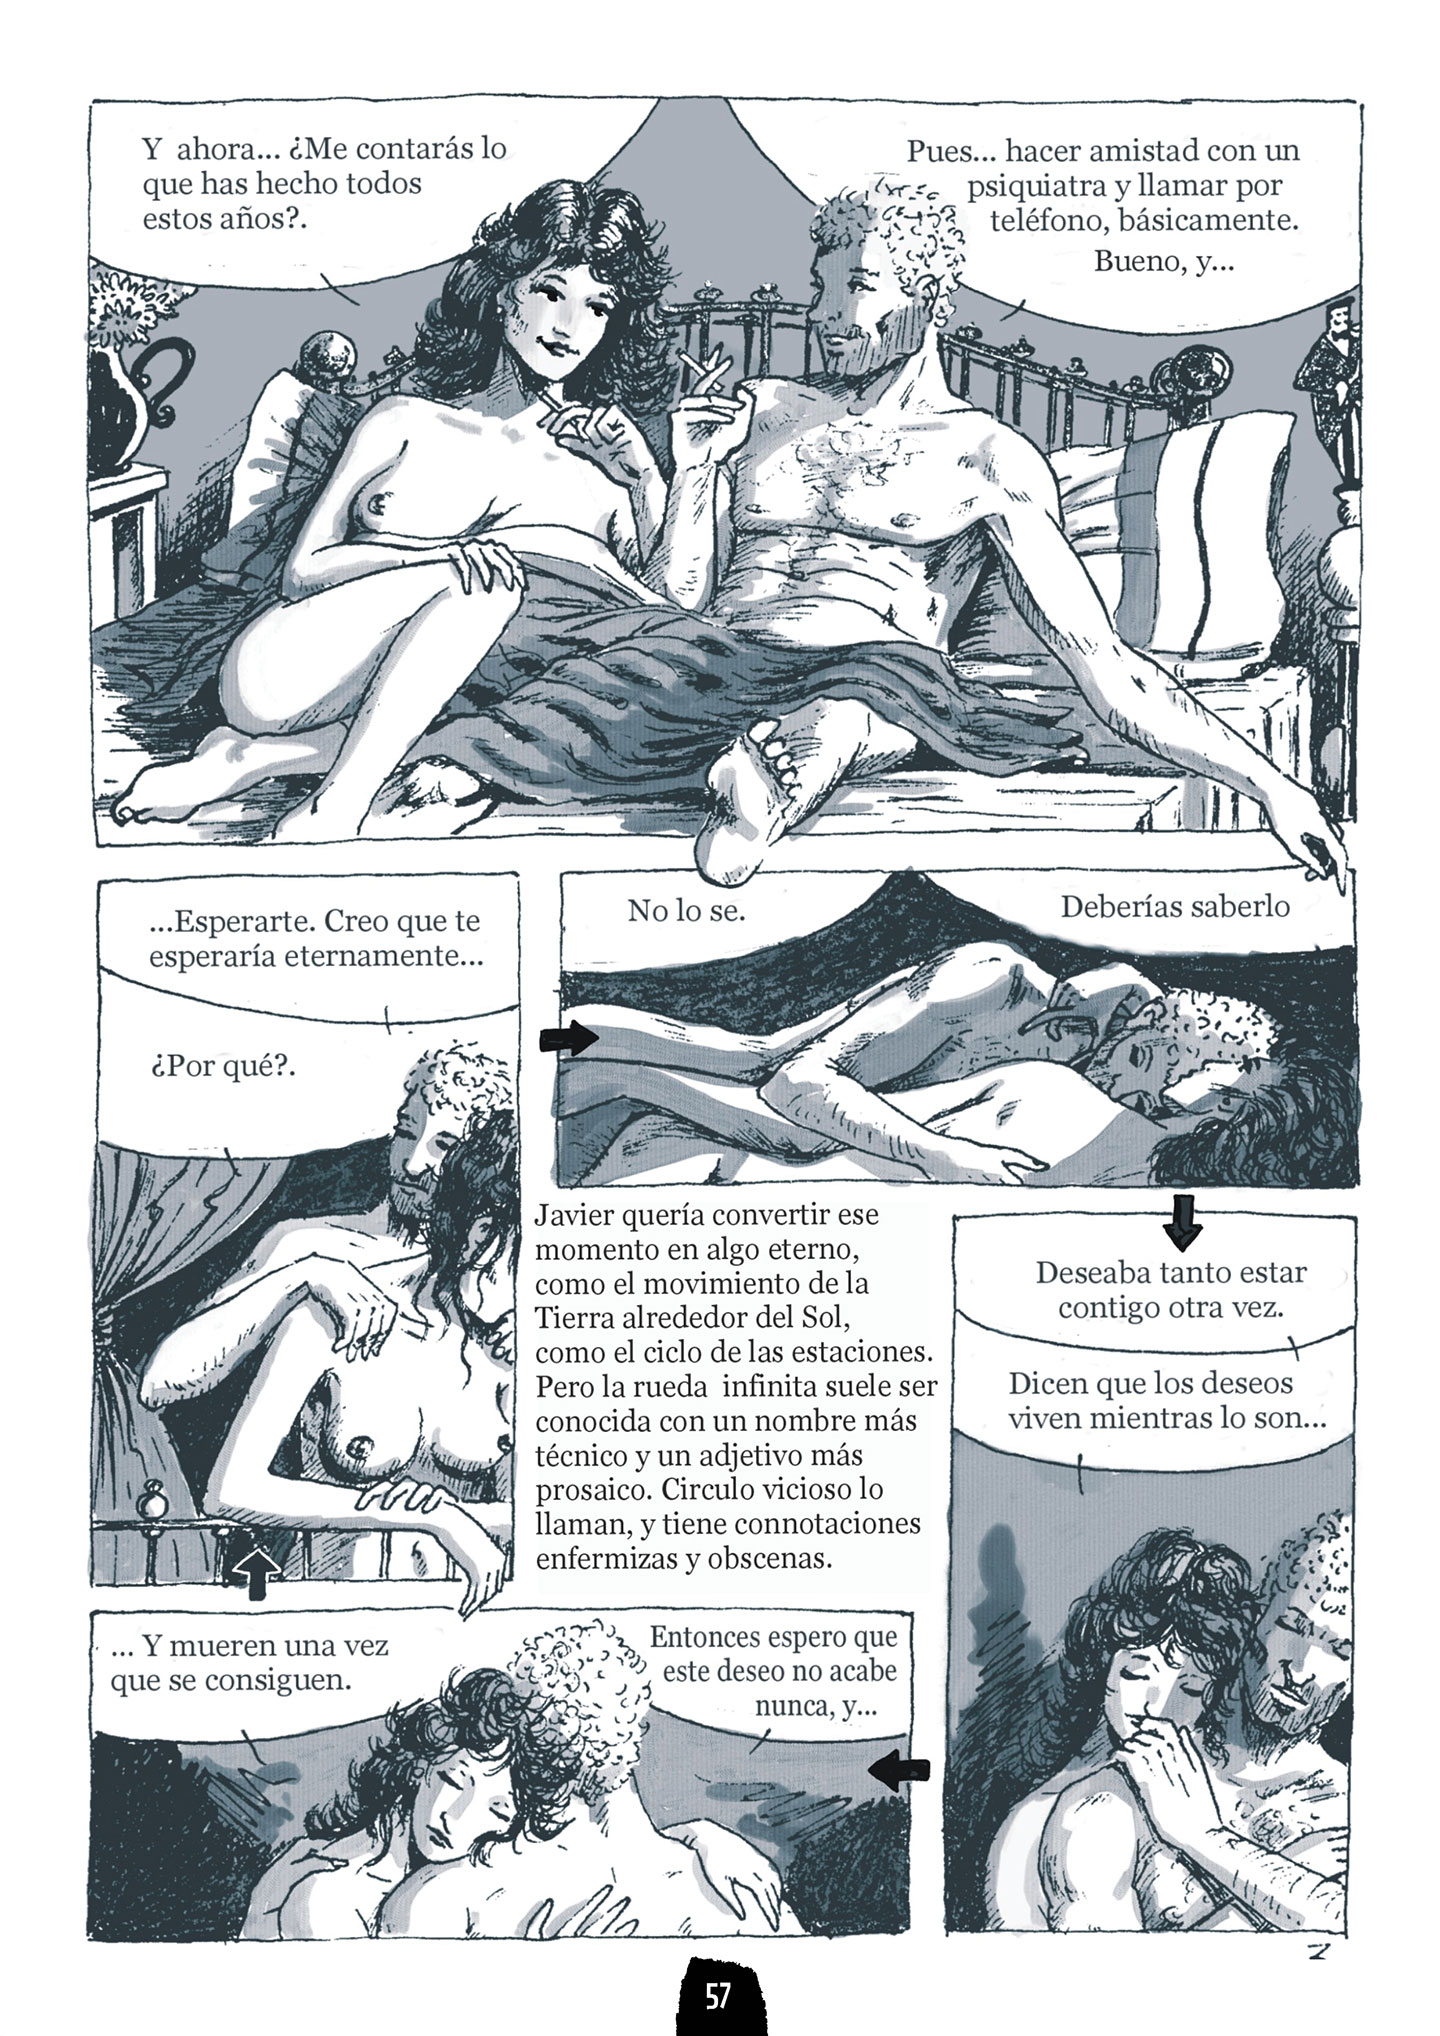 Y ahora... ¿Me contarás lo
que has hecho todos
estos años?.
Pues... hacer amistad con un
psiquiatra y llamar por
teléfono, básicamente.
Bueno, y...
...Esperarte. Creo que te
esperaría eternamente...
¿Por qué?.
No lo se.
Deberías saberlo
Deseaba tanto estar
contigo otra vez.
Dicen que los deseos
viven mientras lo son...
... Y mueren una vez
que se consiguen.
Entonces espero que
este deseo no acabe
nunca, y...
Javier quería convertir ese
momento en algo eterno,
como el movimiento de la
Tierra alrededor del Sol,
como el ciclo de las estaciones.
Pero la rueda infinita suele ser
conocida con un nombre más
técnico y un adjetivo más
prosaico. Circulo vicioso lo
llaman, y tiene connotaciones
enfermizas y obscenas.
2
57